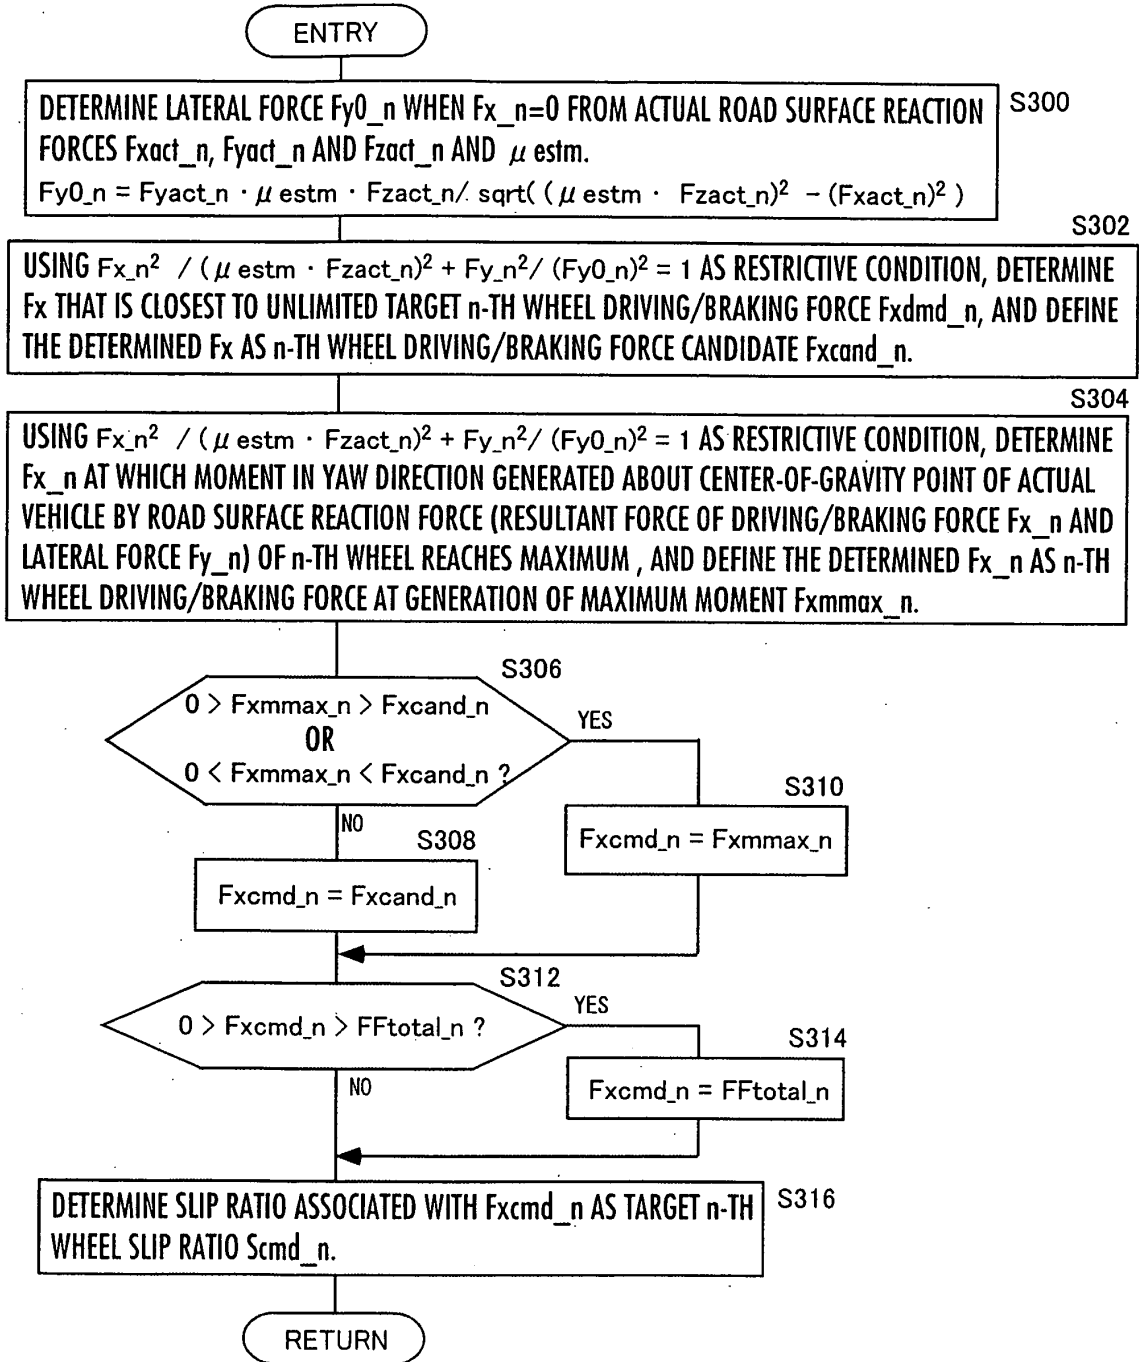 ENTRY
S300
DETERMINE LATERAL FORCE Fy0_n WHEN Fx_n=0 FROM ACTUAL ROAD SURFACE REACTION
FORCES Fxact_n, Fyact_n AND Fzact_n AND μ estm.
Fy0_n = Fyact_n · μ estm · Fzact_n/ sqrt( ( μ estm · Fzact_n)² - (Fxact_n)² )
S302
USING Fx_n² / ( μ estm · Fzact_n)² + Fy_n²/ (Fy0_n)² = 1 AS RESTRICTIVE CONDITION, DETERMINE
Fx THAT IS CLOSEST TO UNLIMITED TARGET n-TH WHEEL DRIVING/BRAKING FORCE Fxdmd_n, AND DEFINE
THE DETERMINED Fx AS n-TH WHEEL DRIVING/BRAKING FORCE CANDIDATE Fxcand_n.
S304
USING Fx_n² / ( μ estm · Fzact_n)² + Fy_n²/ (Fy0_n)² = 1 AS RESTRICTIVE CONDITION, DETERMINE
Fx_n AT WHICH MOMENT IN YAW DIRECTION GENERATED ABOUT CENTER-OF-GRAVITY POINT OF ACTUAL
VEHICLE BY ROAD SURFACE REACTION FORCE (RESULTANT FORCE OF DRIVING/BRAKING FORCE Fx_n AND
LATERAL FORCE Fy_n) OF n-TH WHEEL REACHES MAXIMUM , AND DEFINE THE DETERMINED Fx_n AS n-TH
WHEEL DRIVING/BRAKING FORCE AT GENERATION OF MAXIMUM MOMENT Fxmmax_n.
S306
0 > Fxmmax_n > Fxcand_n
OR
0 < Fxmmax_n < Fxcand_n ?
YES
NO
S310
Fxcmd_n = Fxmmax_n
S308
Fxcmd_n = Fxcand_n
S312
0 > Fxcmd_n > FFtotal_n ?
YES
NO
S314
Fxcmd_n = FFtotal_n
S316
DETERMINE SLIP RATIO ASSOCIATED WITH Fxcmd_n AS TARGET n-TH
WHEEL SLIP RATIO Scmd_n.
RETURN